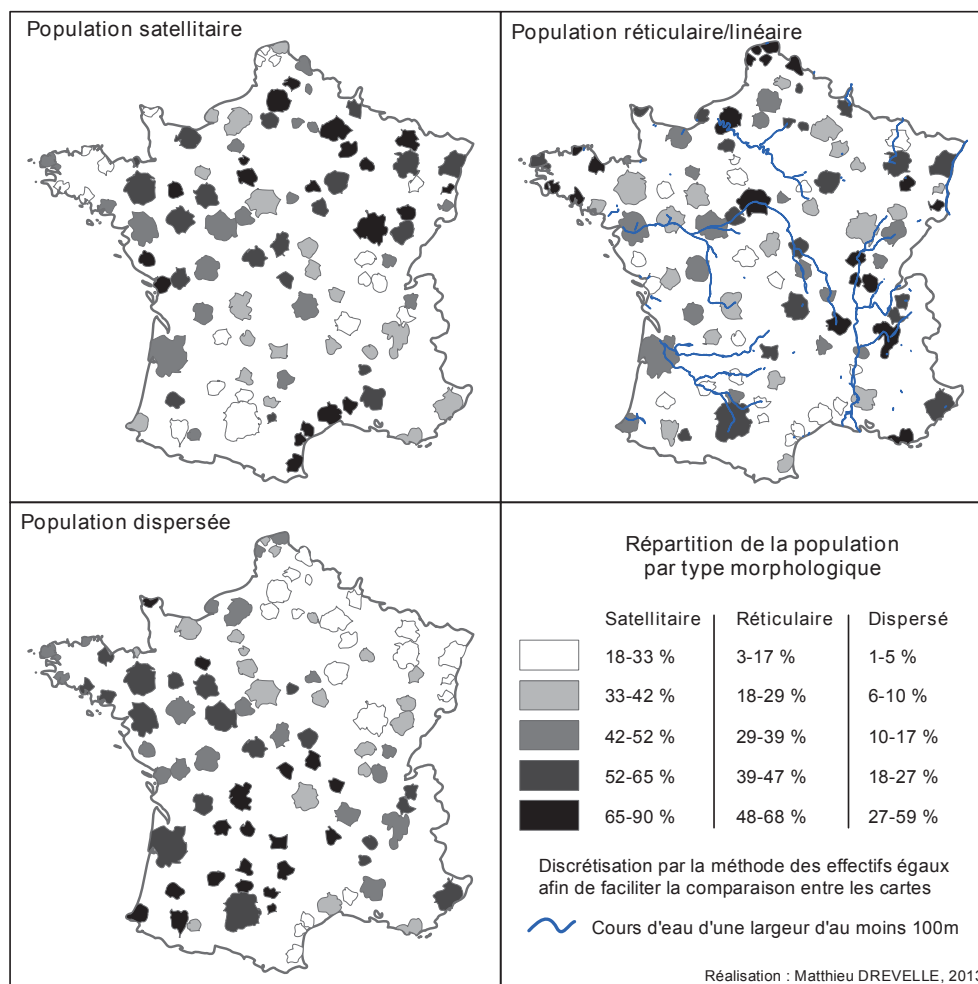 Population satellitaire
Population réticulaire/linéaire
Population dispersée
Répartition de la population
par type morphologique
Satellitaire Réticulaire Dispersé
18-33 % 3-17 % 1-5 %
33-42 % 18-29 % 6-10 %
42-52 % 29-39 % 10-17 %
52-65 % 39-47 % 18-27 %
65-90 % 48-68 % 27-59 %
Discrétisation par la méthode des effectifs égaux
afin de faciliter la comparaison entre les cartes
Cours d'eau d'une largeur d'au moins 100m
Réalisation : Matthieu DREVELLE, 2013